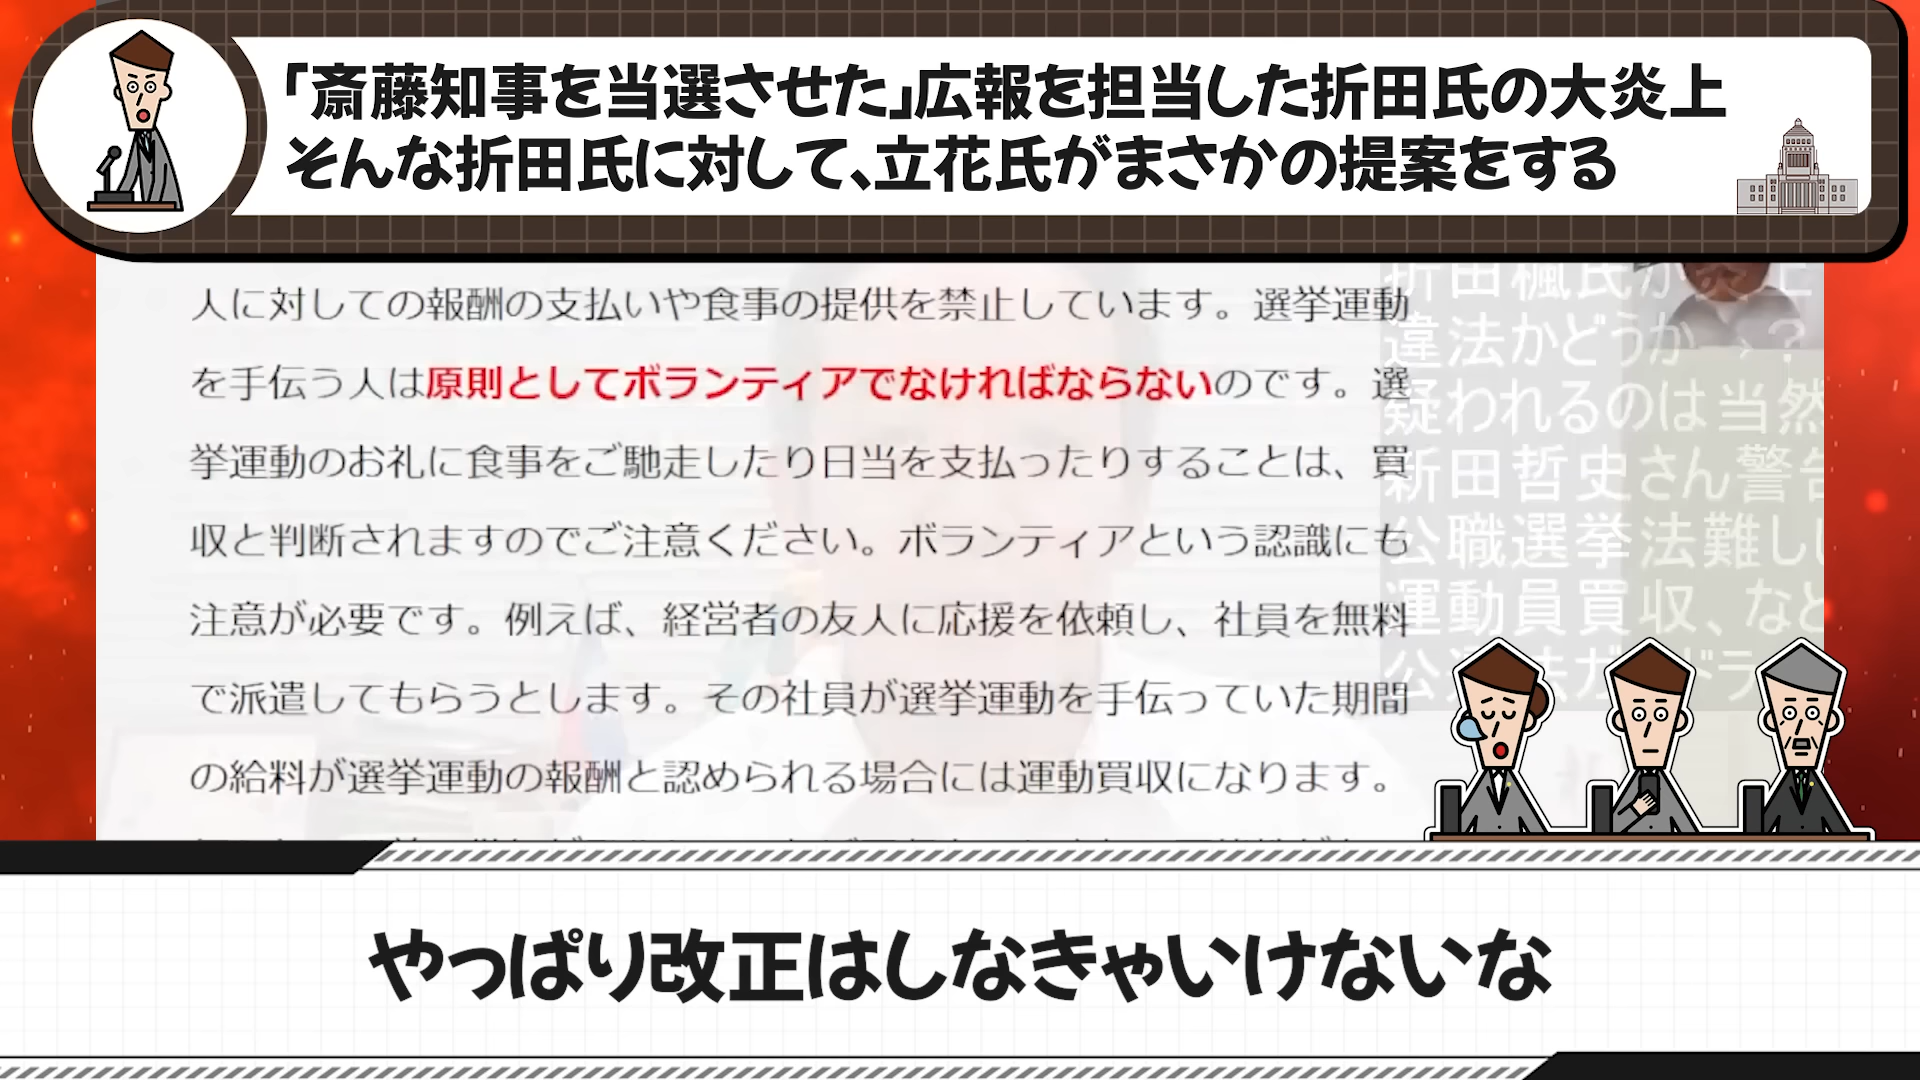 「斎藤知事を当選させた」広報を担当した折田氏の大炎上
そんな折田氏に対して、立花氏がまさかの提案をする
人に対しての報酬の支払いや食事の提供を禁止しています。選挙運動
を手伝う人は原則としてボランティアでなければならないのです。選
挙運動のお礼に食事をご馳走したり日当を支払ったりすることは、買
収と判断されますのでご注意ください。ボランティアという認識にも
注意が必要です。例えば、経営者の友人に応援を依頼し、社員を無料
で派遣してもらうとします。その社員が選挙運動を手伝っていた期間
の給料が選挙運動の報酬と認められる場合には運動買収になります。
折田楓氏が
違法かどうか→?
疑われるのは当然
新田哲史さん警告
公職選挙法難し
運動員買収、など
やっぱり改正はしなきゃいけないな